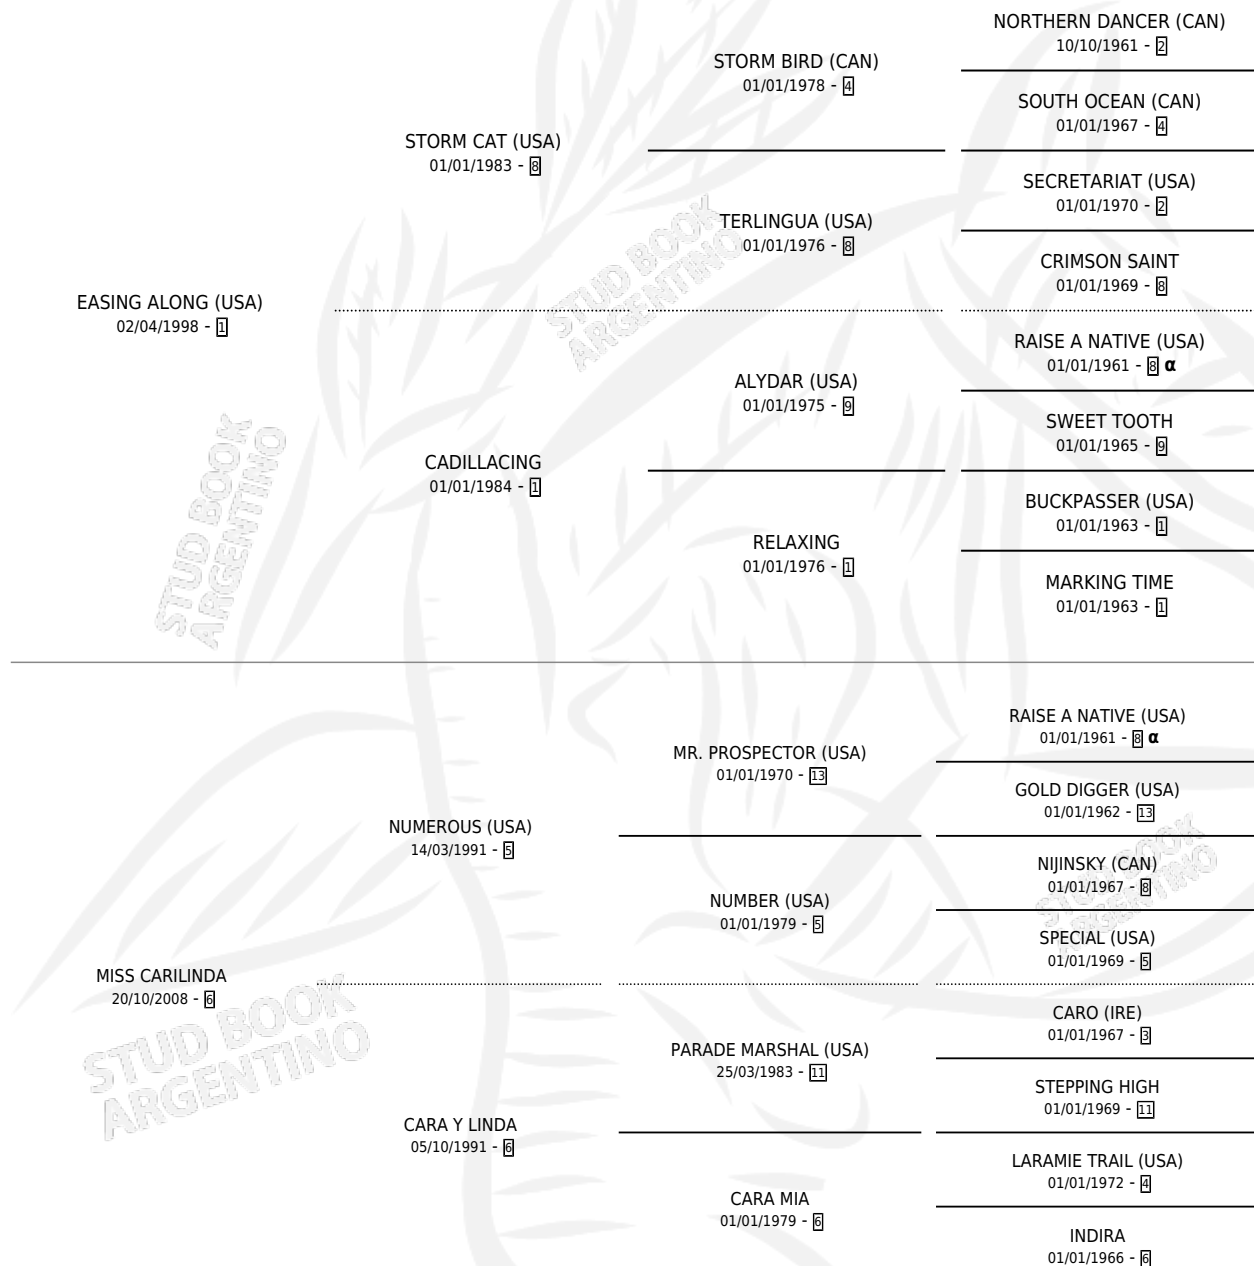 NORTHERN DANCER (CAN)
10/10/1961 - 2
STORM BIRD (CAN)
01/01/1978 - 4
SOUTH OCEAN (CAN)
01/01/1967 - 4
STORM CAT (USA)
01/01/1983 - 8
SECRETARIAT (USA)
01/01/1970 - 2
TERLINGUA (USA)
01/01/1976 - 8
CRIMSON SAINT
01/01/1969 - 8
EASING ALONG (USA)
02/04/1998 - 1
RAISE A NATIVE (USA)
01/01/1961 - 8 α
ALYDAR (USA)
01/01/1975 - 9
SWEET TOOTH
01/01/1965 - 9
CADILLACING
01/01/1984 - 1
BUCKPASSER (USA)
01/01/1963 - 1
RELAXING
01/01/1976 - 1
MARKING TIME
01/01/1963 - 1
RAISE A NATIVE (USA)
01/01/1961 - 8 α
MR. PROSPECTOR (USA)
01/01/1970 - 13
GOLD DIGGER (USA)
01/01/1962 - 13
NUMEROUS (USA)
14/03/1991 - 5
NIJINSKY (CAN)
01/01/1967 - 8
NUMBER (USA)
01/01/1979 - 5
SPECIAL (USA)
01/01/1969 - 5
MISS CARILINDA
20/10/2008 - 6
CARO (IRE)
01/01/1967 - 3
PARADE MARSHAL (USA)
25/03/1983 - 11
STEPPING HIGH
01/01/1969 - 11
CARA Y LINDA
05/10/1991 - 6
LARAMIE TRAIL (USA)
01/01/1972 - 4
CARA MIA
01/01/1979 - 6
INDIRA
01/01/1966 - 6
STUD BOOK
ARGENTINO
STUD BOOK
ARGENTINO
STUD BOOK
ARGENTINO
STUD BOOK
ARGENTINO